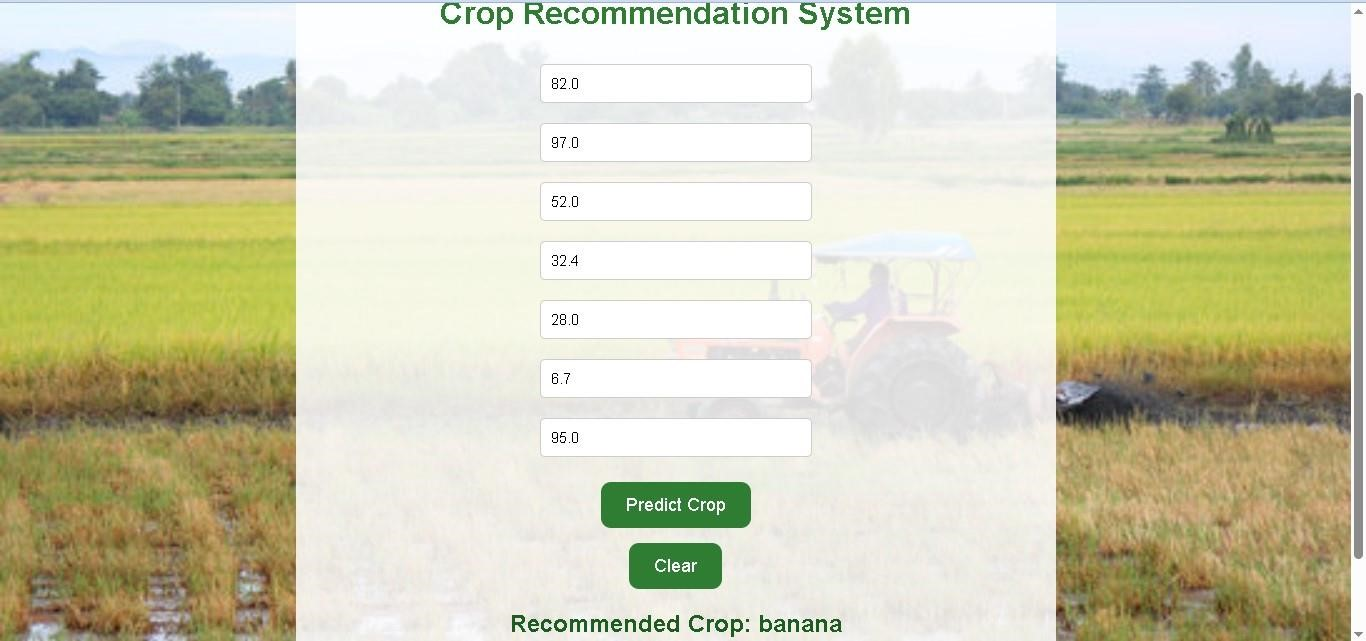 Crop Recommendation System
82.0
97.0
52.0
32.4
28.0
6.7
95.0
Predict Crop
Clear
Recommended Crop: banana